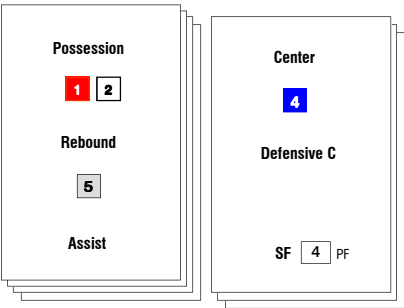 Possession
1 2
Rebound
5
Assist
Center
4
Defensive C
SF 4 PF